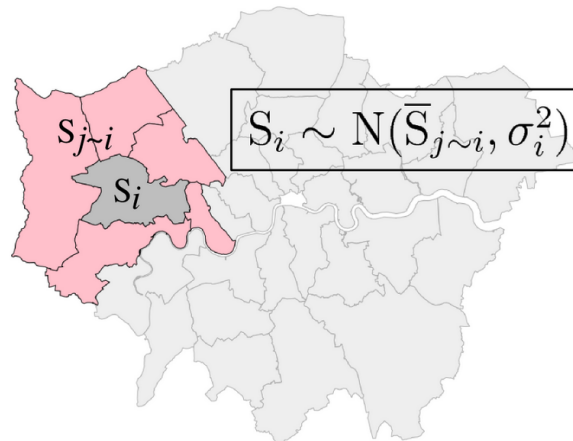 S_{j~i}
S_i ∼ N(S̅_{j∼i}, σ_i^2)
S_i